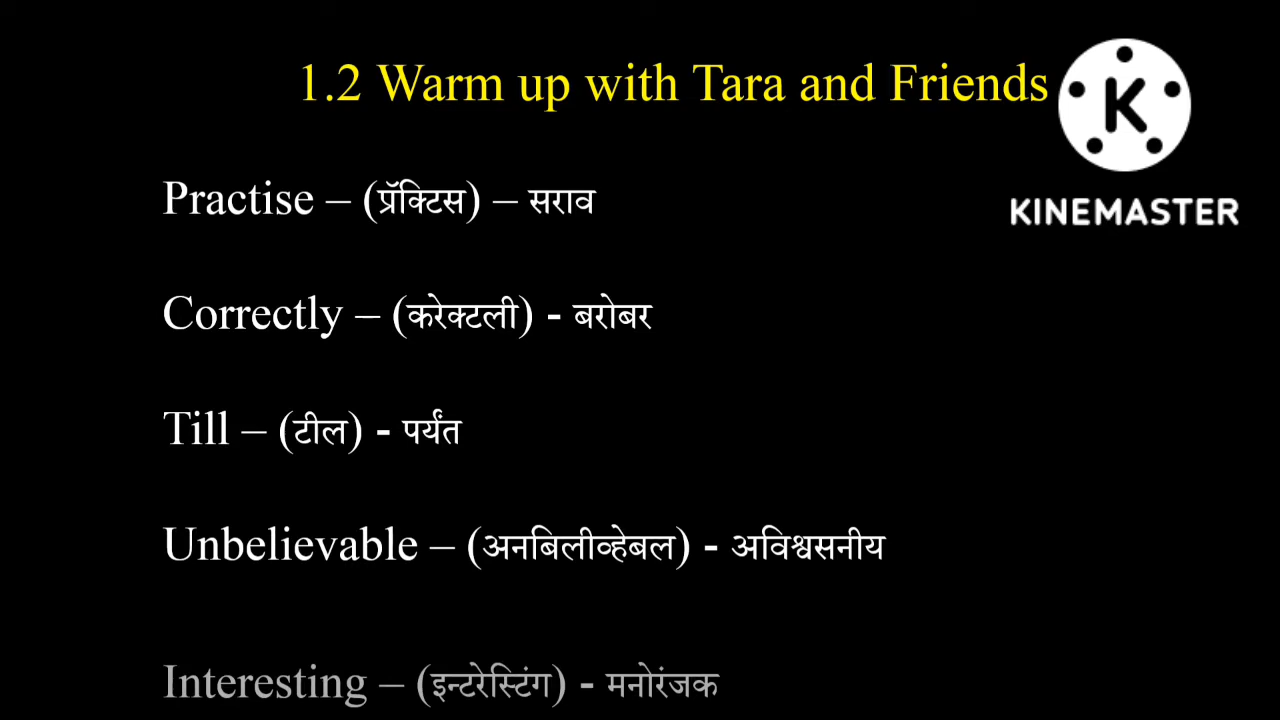 1.2 Warm up with Tara and Friends
K
KINEMASTER
Practise – (प्रॅक्टिस) – सराव
Correctly – (करेक्टली) - बरोबर
Till – (टील) - पर्यंत
Unbelievable – (अनबिलीव्हेबल) - अविश्वसनीय
Interesting – (इन्टरेस्टिंग) - मनोरंजक